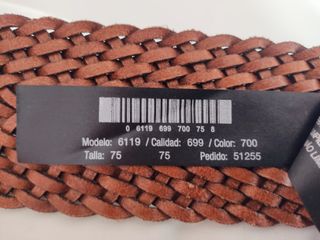 0 6119 699 700 75 8
Modelo: 6119 / Calidad: 699 / Color: 700
Talla: 75 75 Pedido: 51255